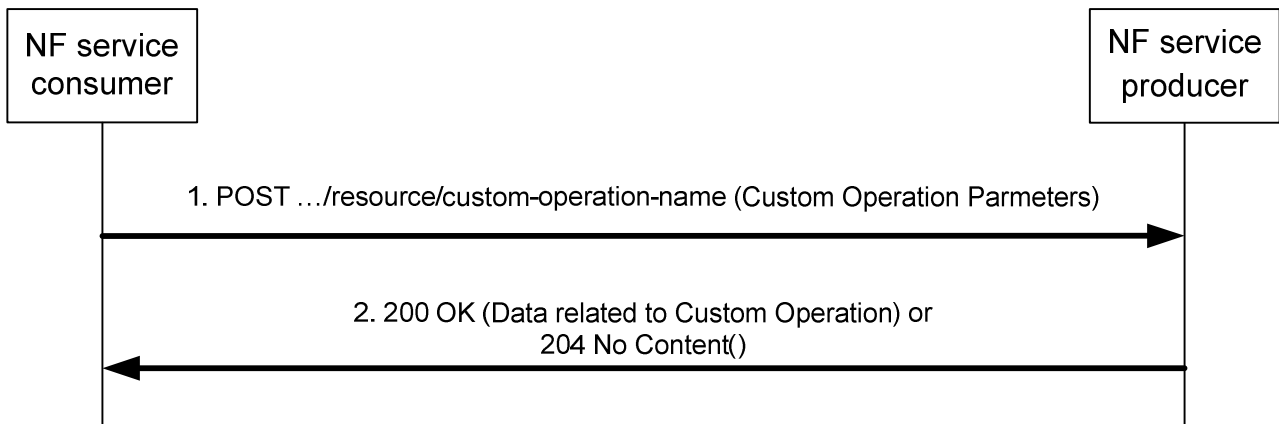 NF service
consumer
NF service
producer
1. POST …/resource/custom-operation-name (Custom Operation Parmeters)
2. 200 OK (Data related to Custom Operation) or
204 No Content()